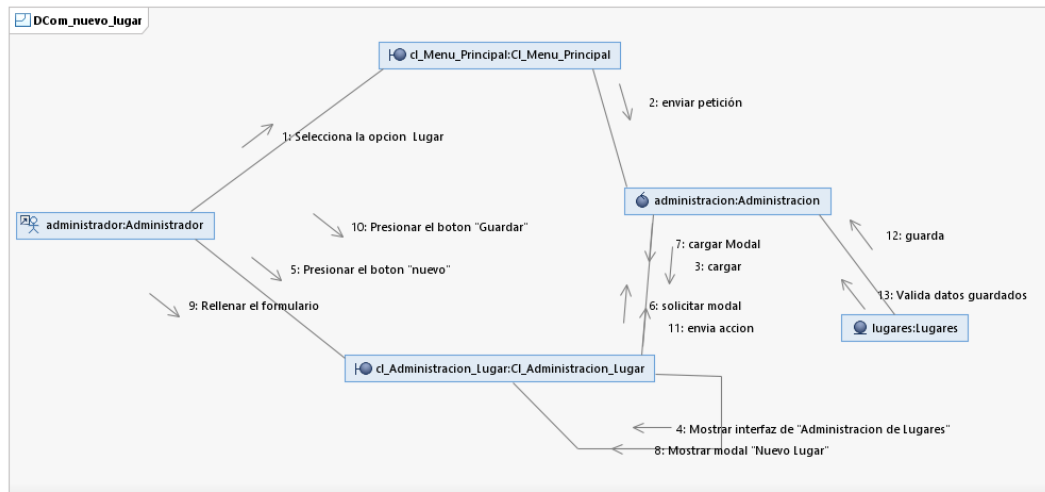 DCom_nuevo_lugar
cl_Menu_Principal:Cl_Menu_Principal
2: enviar petición
1: Selecciona la opcion Lugar
administracion:Administracion
administrador:Administrador
10: Presionar el boton "Guardar"
12: guarda
7: cargar Modal
3: cargar
5: Presionar el boton "nuevo"
13: Valida datos guardados
9: Rellenar el formulario
6: solicitar modal
11: envia accion
lugares:Lugares
cl_Administracion_Lugar:Cl_Administracion_Lugar
4: Mostrar interfaz de "Administracion de Lugares"
8: Mostrar modal "Nuevo Lugar"